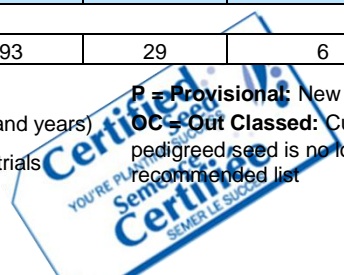 93 29 6
P = Provisional: New
and years) OC = Out Classed: Cu
pedigreed seed is no lo
trials
recommended list
Certified
Seed
YOU'RE PLANTING SUCCESS
Semence
Certifiée
SEMER LE SUCCÈS